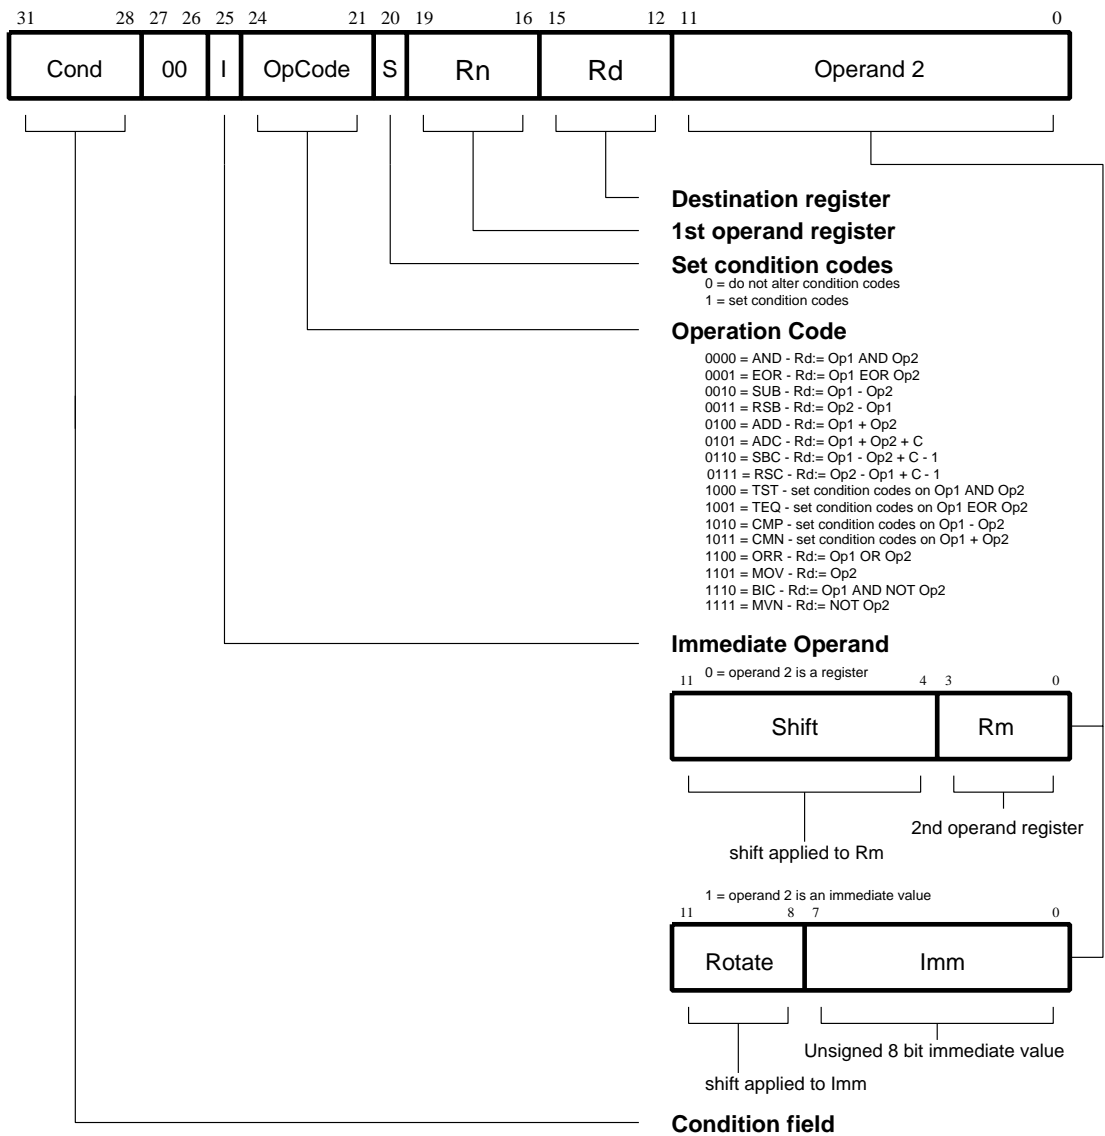 31 28 27 26 25 24 21 20 19 16 15 12 11 0
Cond 00 I OpCode S Rn Rd Operand 2
Destination register
1st operand register
Set condition codes
0 = do not alter condition codes
1 = set condition codes
Operation Code
0000 = AND - Rd:= Op1 AND Op2
0001 = EOR - Rd:= Op1 EOR Op2
0010 = SUB - Rd:= Op1 - Op2
0011 = RSB - Rd:= Op2 - Op1
0100 = ADD - Rd:= Op1 + Op2
0101 = ADC - Rd:= Op1 + Op2 + C
0110 = SBC - Rd:= Op1 - Op2 + C - 1
0111 = RSC - Rd:= Op2 - Op1 + C - 1
1000 = TST - set condition codes on Op1 AND Op2
1001 = TEQ - set condition codes on Op1 EOR Op2
1010 = CMP - set condition codes on Op1 - Op2
1011 = CMN - set condition codes on Op1 + Op2
1100 = ORR - Rd:= Op1 OR Op2
1101 = MOV - Rd:= Op2
1110 = BIC - Rd:= Op1 AND NOT Op2
1111 = MVN - Rd:= NOT Op2
Immediate Operand
0 = operand 2 is a register
11 4 3 0
Shift Rm
2nd operand register
shift applied to Rm
1 = operand 2 is an immediate value
11 8 7 0
Rotate Imm
Unsigned 8 bit immediate value
shift applied to Imm
Condition field